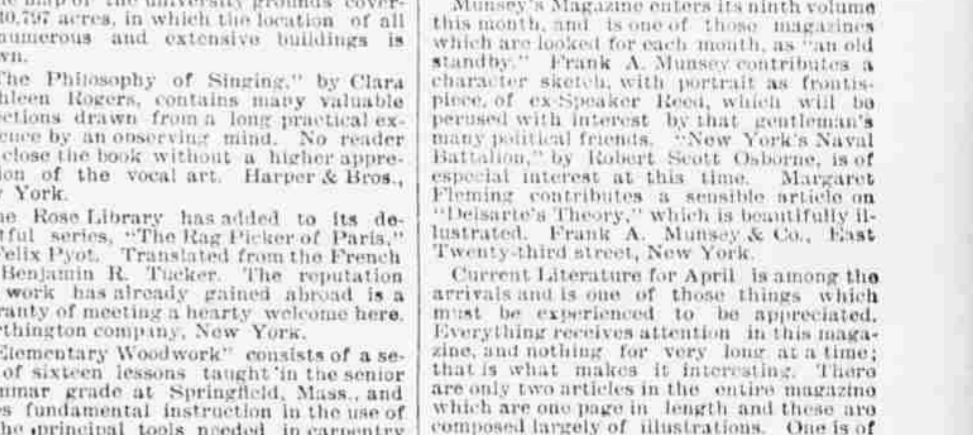 the map of the university grounds cover-
40,797 acres, in which the location of all
numerous and extensive buildings is
wn.
he Philosophy of Singing," by Clara
hleen Rogers, contains many valuable
ctions drawn from a long practical ex-
ence by an observing mind. No reader
close the book without a higher appre-
ion of the vocal art. Harper & Bros.,
York.
e Rose Library has added to its de-
tful series, "The Rag Picker of Paris,"
Felix Pyot. Translated from the French
Benjamin R. Tucker. The reputation
work has already gained abroad is a
ranty of meeting a hearty welcome here.
rthington company, New York.
Elementary Woodwork" consists of a se-
of sixteen lessons taught in the senior
mmar grade at Springfield, Mass., and
s fundamental instruction in the use of
he principal tools needed in carpentry
Munsey's Magazine enters its ninth volume
this month, and is one of those magazines
which are looked for each month, as "an old
standby." Frank A. Munsey contributes a
character sketch, with portrait as frontis-
piece, of ex-Speaker Reed, which will be
perused with interest by that gentleman's
many political friends. "New York's Naval
Battalion," by Robert Scott Osborne, is of
especial interest at this time. Margaret
Fleming contributes a sensible article on
"Delsarte's Theory," which is beautifully il-
lustrated. Frank A. Munsey & Co., East
Twenty-third street, New York.
Current Literature for April is among the
arrivals and is one of those things which
must be experienced to be appreciated.
Everything receives attention in this maga-
zine, and nothing for very long at a time;
that is what makes it interesting. There
are only two articles in the entire magazine
which are one page in length and these are
composed largely of illustrations. One is of